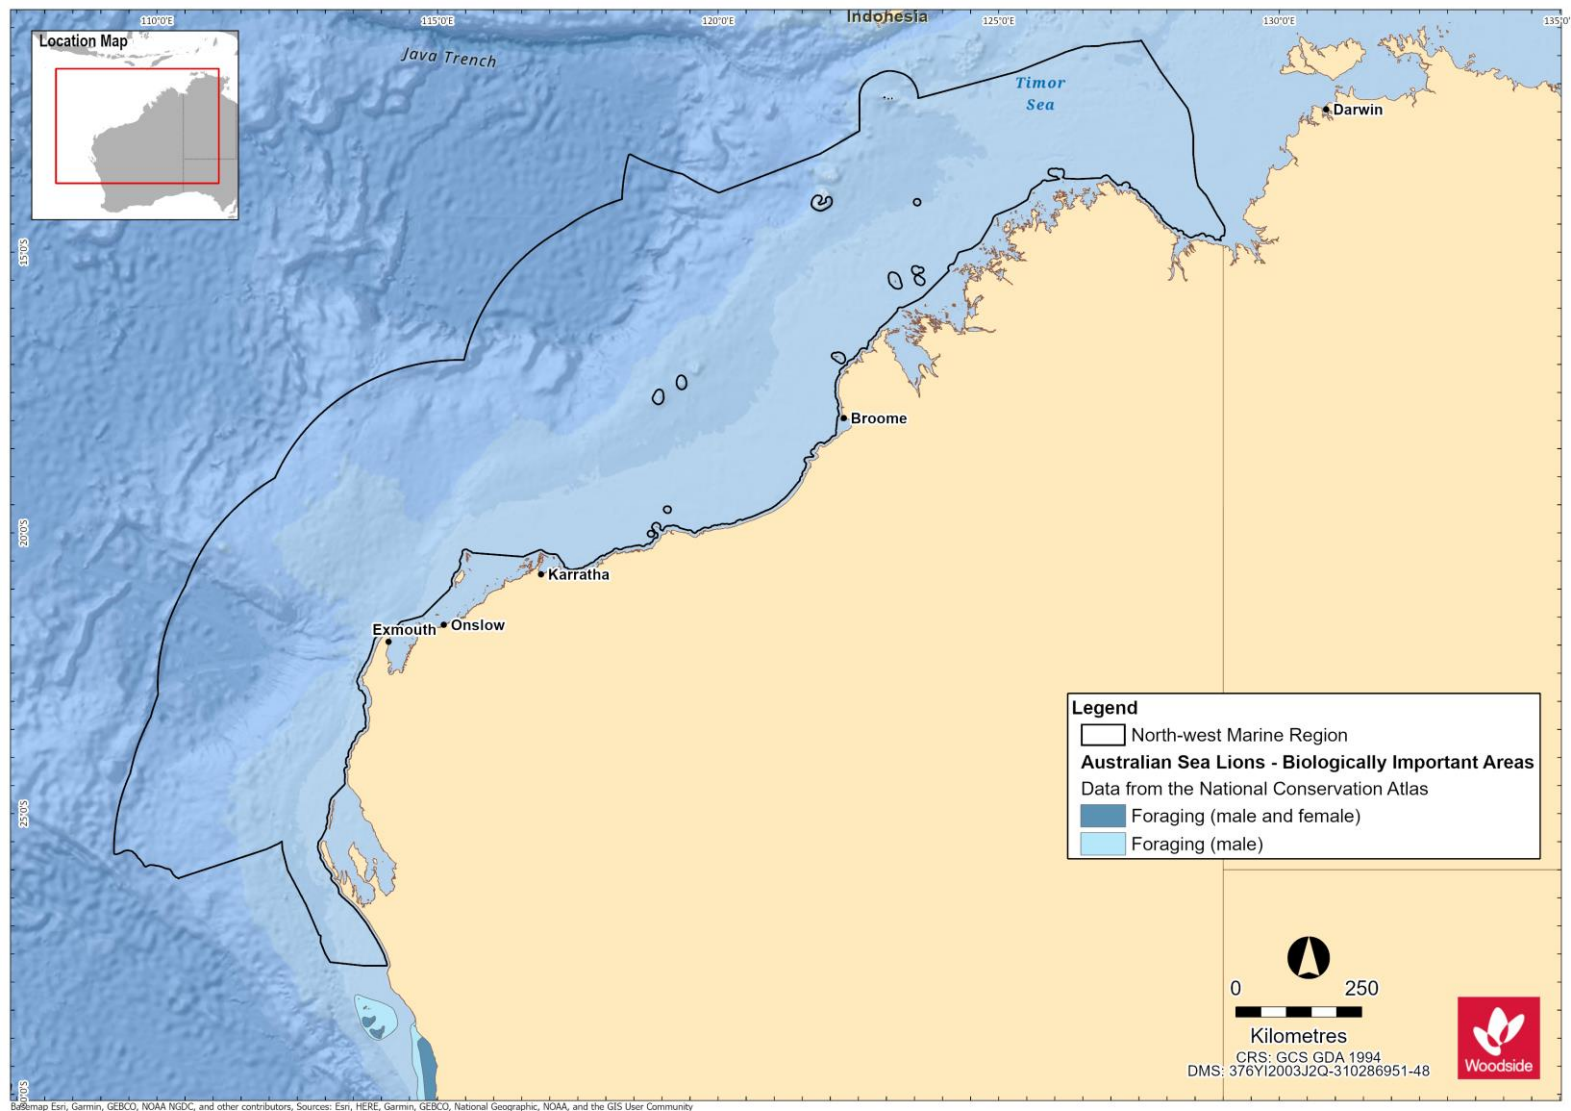 110°0'E
115°0'E
120°0'E
Indonesia
125°0'E
130°0'E
135°0'
Location Map
Java Trench
Timor
Sea
Darwin
15°0'S
Broome
20°0'S
Karratha
Exmouth
Onslow
25°0'S
Legend
North-west Marine Region
Australian Sea Lions - Biologically Important Areas
Data from the National Conservation Atlas
Foraging (male and female)
Foraging (male)
0 250
Kilometres
CRS: GCS GDA 1994
DMS: 376YI2003J2Q-310286951-48
Woodside
Basemap Esri, Garmin, GEBCO, NOAA NGDC, and other contributors, Sources: Esri, HERE, Garmin, GEBCO, National Geographic, NOAA, and the GIS User Community